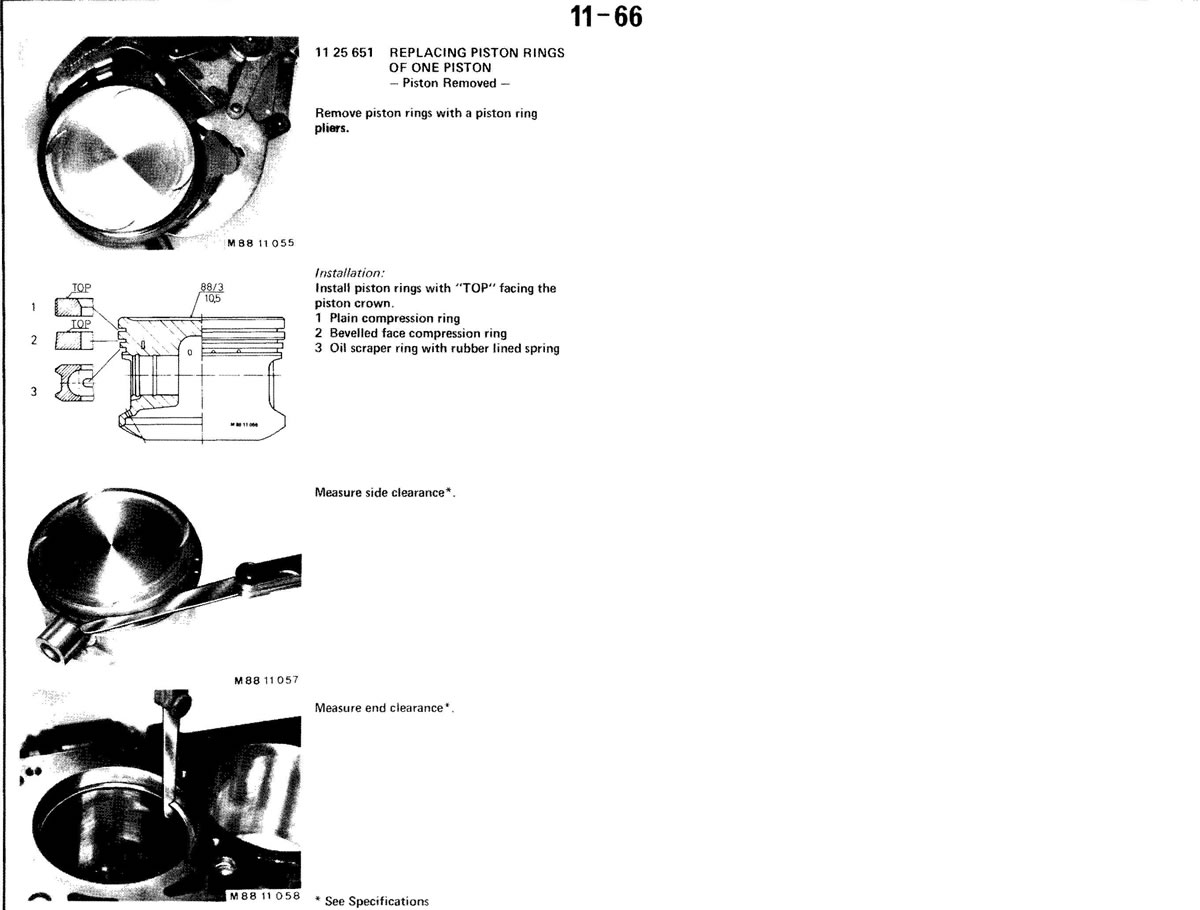 11-66
11 25 651 REPLACING PISTON RINGS
OF ONE PISTON
– Piston Removed –
Remove piston rings with a piston ring
pliers.
M88 11 055
Installation:
Install piston rings with "TOP" facing the
piston crown.
1 Plain compression ring
2 Bevelled face compression ring
3 Oil scraper ring with rubber lined spring
TOP
1
TOP
2
3
88/3
10,5
M 88 11 056
Measure side clearance*.
M88 11 057
Measure end clearance*.
M88 11 058
* See Specifications